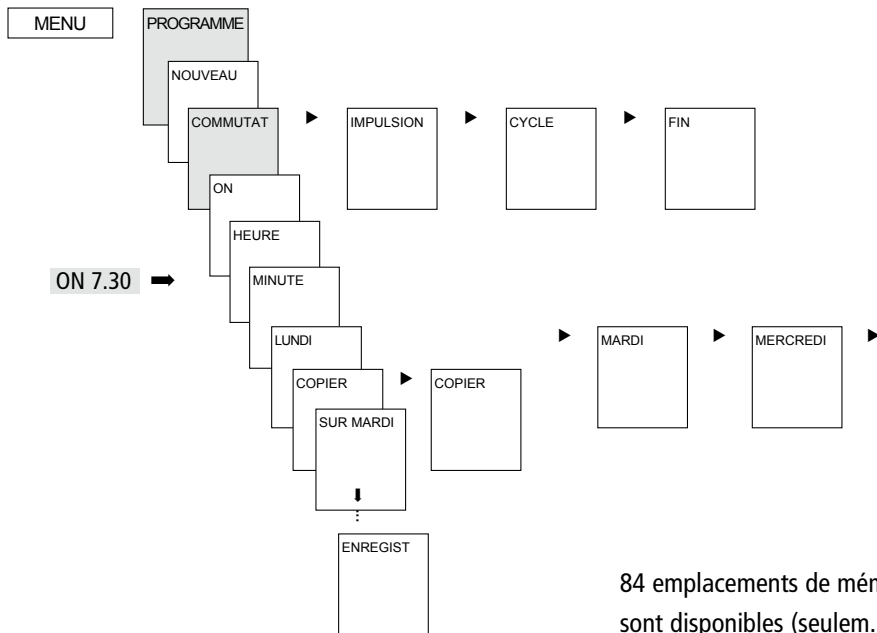 MENU
PROGRAMME
NOUVEAU
COMMUTAT
IMPULSION
CYCLE
FIN
ON
HEURE
ON 7.30
MINUTE
LUNDI
MARDI
MERCREDI
COPIER
COPIER
SUR MARDI
ENREGIST
84 emplacements de mém
sont disponibles (seulem.